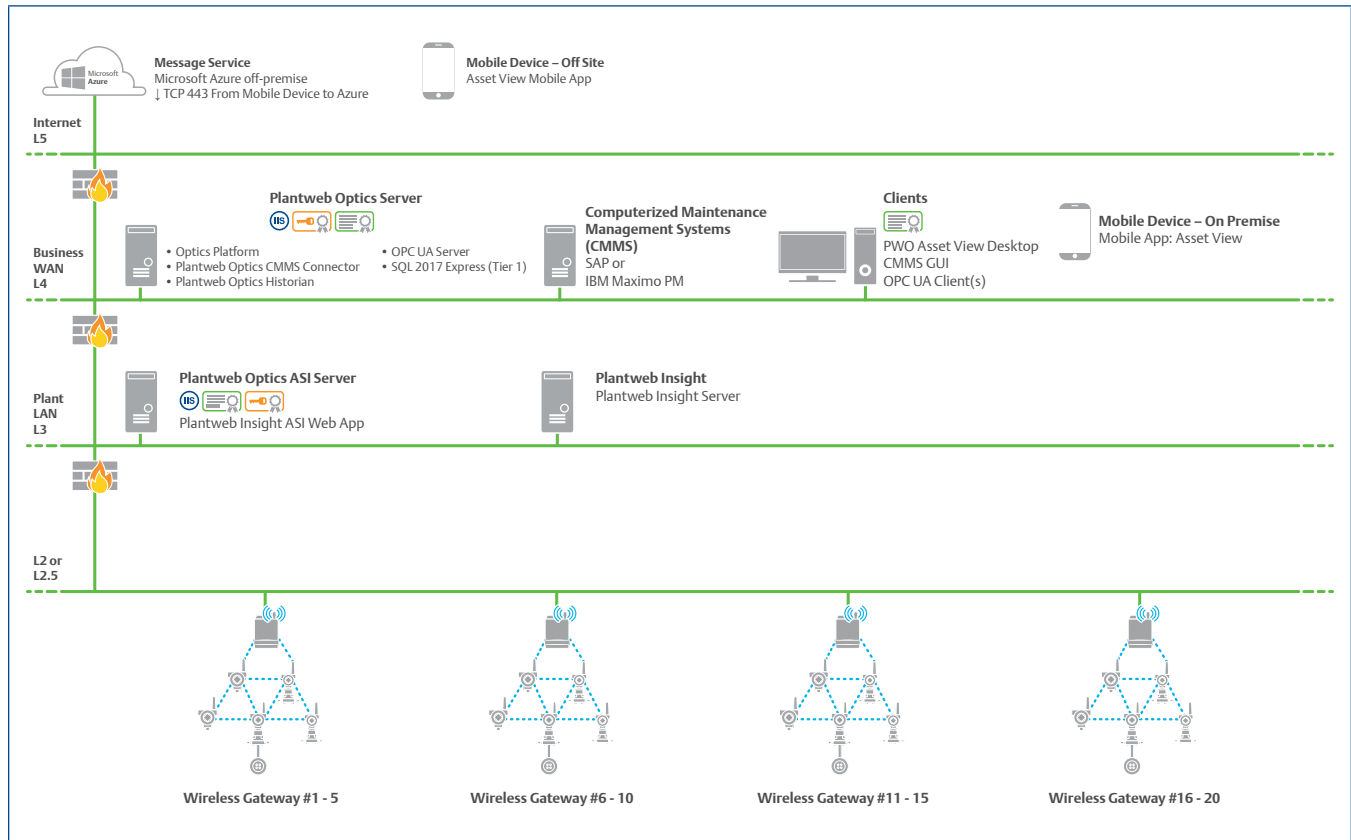 Microsoft
Azure
Message Service
Microsoft Azure off-premise
↓ TCP 443 From Mobile Device to Azure
Mobile Device – Off Site
Asset View Mobile App
Internet
L5
Plantweb Optics Server
IIS
• Optics Platform
• Plantweb Optics CMMS Connector
• Plantweb Optics Historian
• OPC UA Server
• SQL 2017 Express (Tier 1)
Computerized Maintenance
Management Systems
(CMMS)
SAP or
IBM Maximo PM
Clients
PWO Asset View Desktop
CMMS GUI
OPC UA Client(s)
Mobile Device – On Premise
Mobile App: Asset View
Business
WAN
L4
Plantweb Optics ASI Server
IIS
Plantweb Insight ASI Web App
Plantweb Insight
Plantweb Insight Server
Plant
LAN
L3
L2 or
L2.5
Wireless Gateway #1 - 5
Wireless Gateway #6 - 10
Wireless Gateway #11 - 15
Wireless Gateway #16 - 20